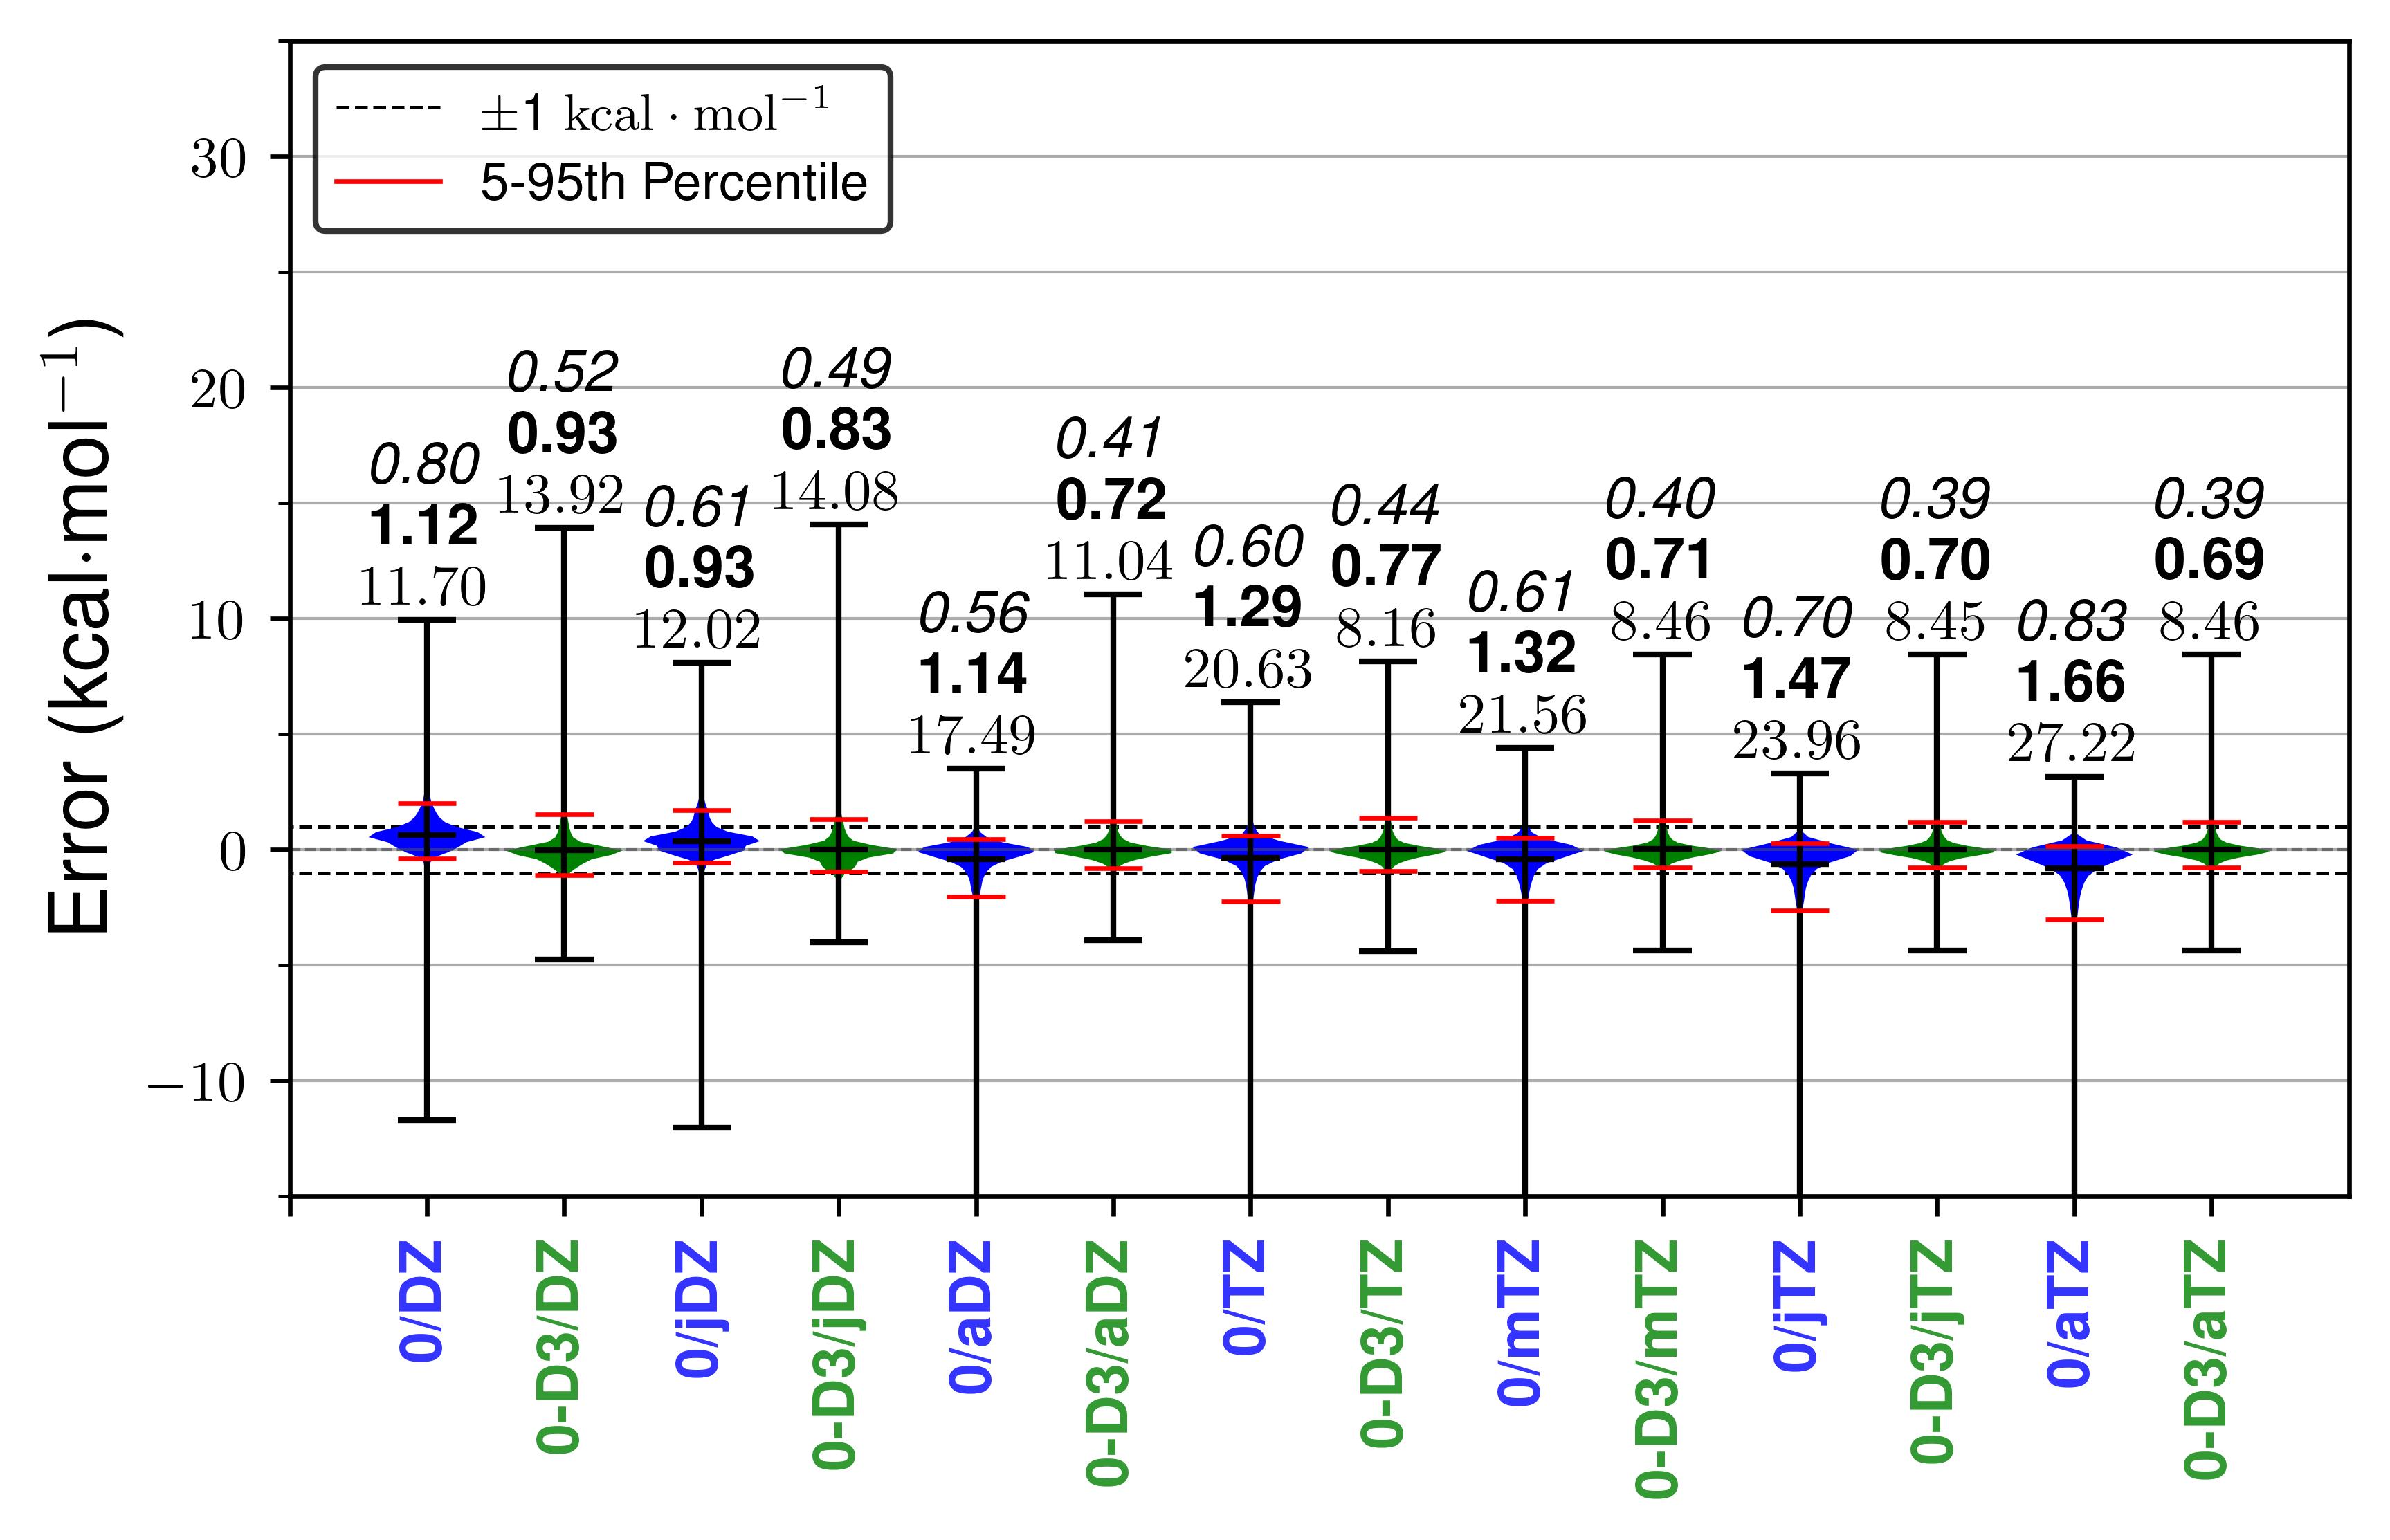 ±1 kcal · mol⁻¹
5-95th Percentile
Error (kcal·mol⁻¹)
30
20
10
0
−10
0.80
1.12
11.70
0.52
0.93
13.92
0.61
0.93
12.02
0.49
0.83
14.08
0.56
1.14
17.49
0.41
0.72
11.04
0.60
1.29
20.63
0.44
0.77
8.16
0.61
1.32
21.56
0.40
0.71
8.46
0.70
1.47
23.96
0.39
0.70
8.45
0.83
1.66
27.22
0.39
0.69
8.46
0/DZ
0-D3/DZ
0/jDZ
0-D3/jDZ
0/aDZ
0-D3/aDZ
0/TZ
0-D3/TZ
0/mTZ
0-D3/mTZ
0/jTZ
0-D3/jTZ
0/aTZ
0-D3/aTZ